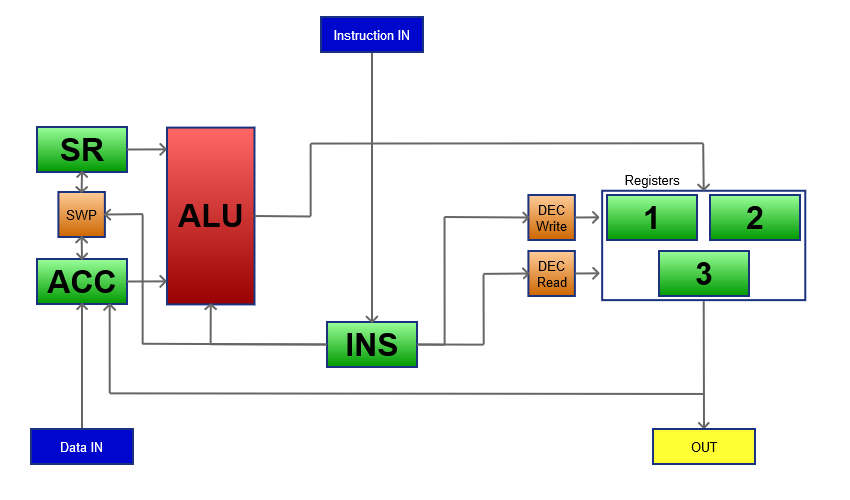 Instruction IN
SR
SWP
ACC
ALU
Registers
DEC
Write
DEC
Read
1
2
3
INS
Data IN
OUT